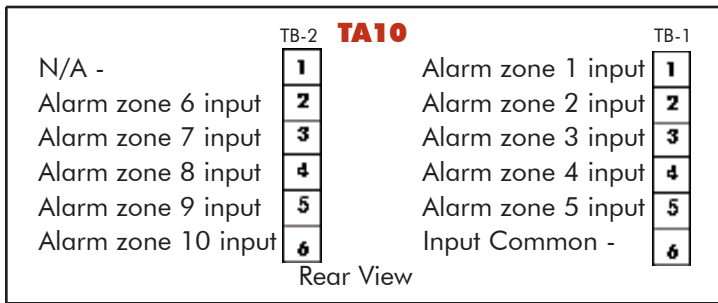 TB-2 TA10 TB-1
N/A - 1 Alarm zone 1 input 1
Alarm zone 6 input 2 Alarm zone 2 input 2
Alarm zone 7 input 3 Alarm zone 3 input 3
Alarm zone 8 input 4 Alarm zone 4 input 4
Alarm zone 9 input 5 Alarm zone 5 input 5
Alarm zone 10 input 6 Input Common - 6
Rear View